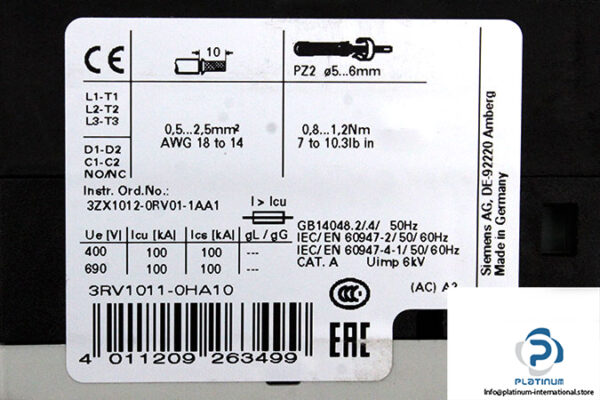 CE
10
PZ2 ø5...6mm
L1-T1
L2-T2
L3-T3
0,5...2,5mm²
AWG 18 to 14
0,8...1,2Nm
7 to 10.3lb in
D1-D2
C1-C2
NO/NC
Instr. Ord.No.:
3ZX1012-0RV01-1AA1
I > Icu
Ue [V] Icu [kA] Ics [kA] gL / gG
400 100 100 ---
690 100 100 ---
GB14048.2/.4/ 50Hz
IEC/EN 60947-2/50/60Hz
IEC/EN 60947-4-1/50/60Hz
CAT. A Uimp 6kV
3RV1011-0HA10
CCC
(AC) A2
4 011209 263499
EAC
Siemens AG, DE-92220 Amberg
Made in Germany
PLATINUM
Info@platinum-international.store